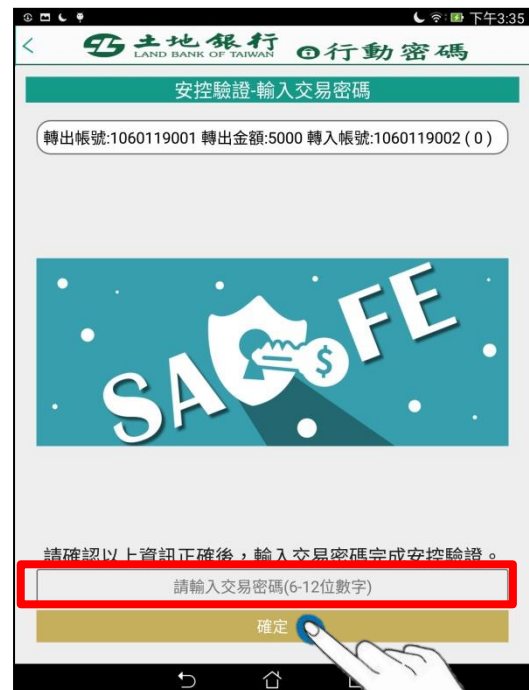 下午3:35
土地銀行 行動密碼
LAND BANK OF TAIWAN
安控驗證-輸入交易密碼
轉出帳號:1060119001 轉出金額:5000 轉入帳號:1060119002 ( 0 )
SAFE
$
請確認以上資訊正確後，輸入交易密碼完成安控驗證。
請輸入交易密碼(6-12位數字)
確定